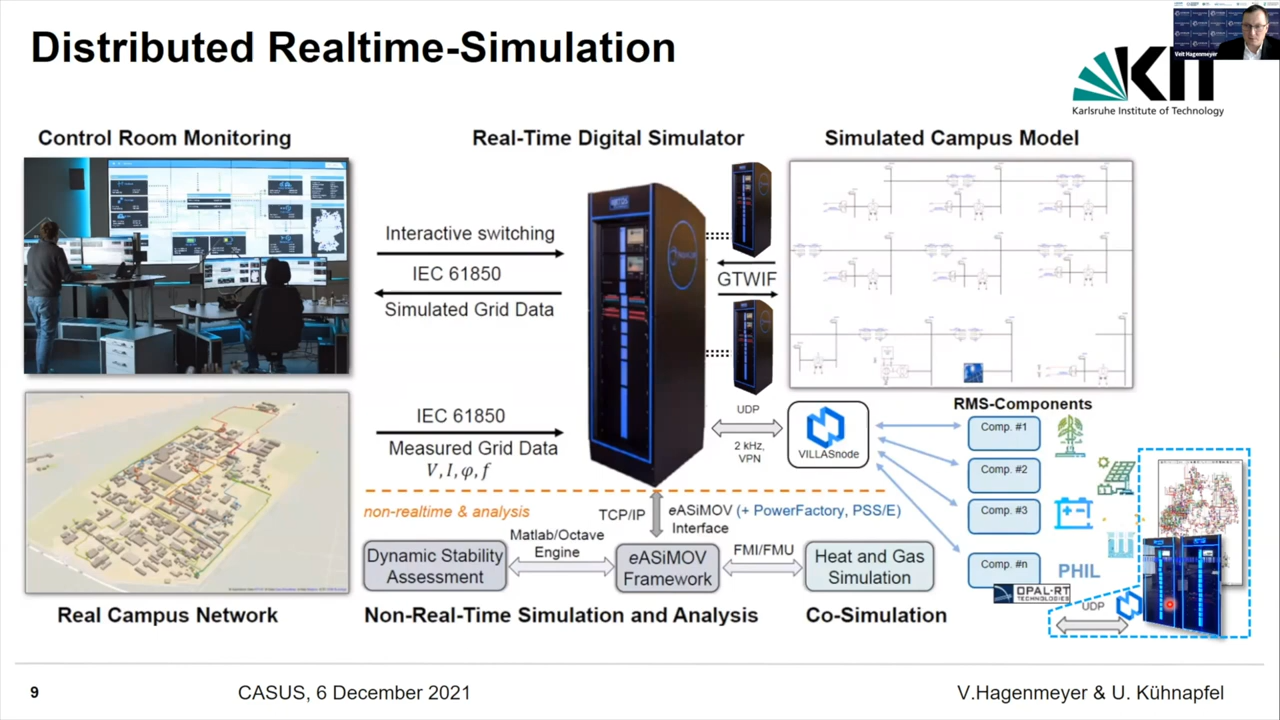 Distributed Realtime-Simulation
Veit Hagenmeyer
KIT
Karlsruhe Institute of Technology
Control Room Monitoring
Real-Time Digital Simulator
Simulated Campus Model
Interactive switching
IEC 61850
Simulated Grid Data
GTWIF
IEC 61850
Measured Grid Data
V, I, φ, f
UDP
2 kHz,
VPN
VILLASnode
RMS-Components
Comp. #1
Comp. #2
Comp. #3
Comp. #n
PHIL
OPAL-RT
TECHNOLOGIES
UDP
non-realtime & analysis
TCP/IP
eASiMOV (+ PowerFactory, PSS/E)
Interface
Dynamic Stability
Assessment
Matlab/Octave
Engine
eASiMOV
Framework
FMI/FMU
Heat and Gas
Simulation
Real Campus Network
Non-Real-Time Simulation and Analysis
Co-Simulation
9
CASUS, 6 December 2021
V.Hagenmeyer & U. Kühnapfel